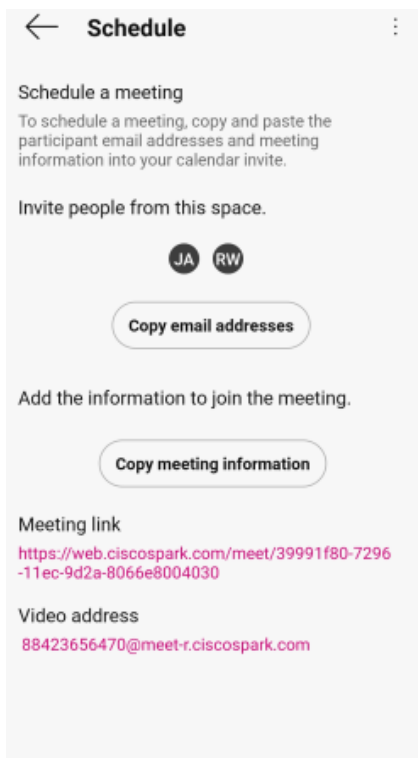 Schedule
Schedule a meeting
To schedule a meeting, copy and paste the
participant email addresses and meeting
information into your calendar invite.
Invite people from this space.
JA RW
Copy email addresses
Add the information to join the meeting.
Copy meeting information
Meeting link
https://web.ciscospark.com/meet/39991f80-7296
-11ec-9d2a-8066e8004030
Video address
88423656470@meet-r.ciscospark.com